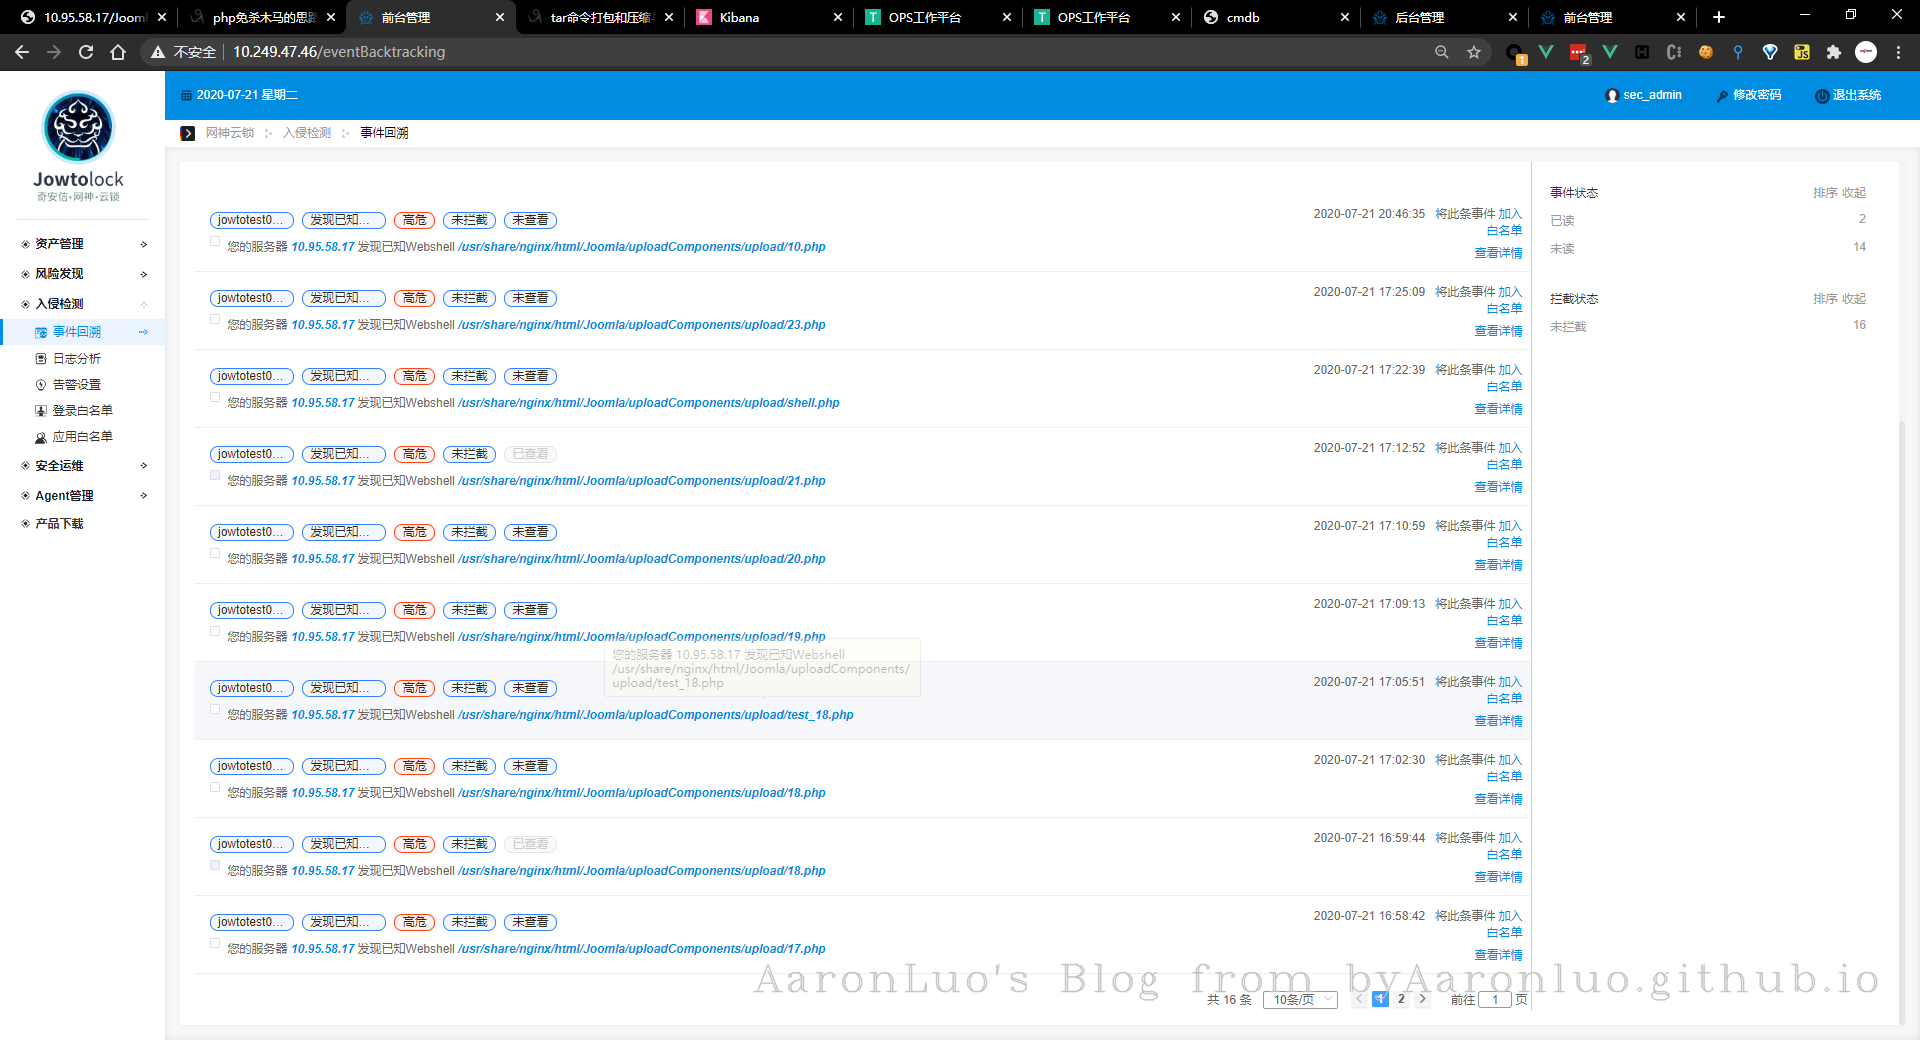 10.95.58.17/Jooml
php免杀木马的思路
前台管理
tar命令打包和压缩
Kibana
OPS工作平台
OPS工作平台
cmdb
后台管理
前台管理
不安全 10.249.47.46/eventBacktracking
1
2
JS
2020-07-21 星期二
sec_admin
修改密码
退出系统
网神云锁 入侵检测 事件回溯
Jowtolock
奇安信·网神·云锁
资产管理
风险发现
入侵检测
事件回溯
日志分析
告警设置
登录白名单
应用白名单
安全运维
Agent管理
产品下载
jowtotest0... 发现已知... 高危 未拦截 未查看
您的服务器 10.95.58.17 发现已知Webshell /usr/share/nginx/html/Joomla/uploadComponents/upload/10.php
2020-07-21 20:46:35 将此条事件 加入
白名单
查看详情
jowtotest0... 发现已知... 高危 未拦截 未查看
您的服务器 10.95.58.17 发现已知Webshell /usr/share/nginx/html/Joomla/uploadComponents/upload/23.php
2020-07-21 17:25:09 将此条事件 加入
白名单
查看详情
jowtotest0... 发现已知... 高危 未拦截 未查看
您的服务器 10.95.58.17 发现已知Webshell /usr/share/nginx/html/Joomla/uploadComponents/upload/shell.php
2020-07-21 17:22:39 将此条事件 加入
白名单
查看详情
jowtotest0... 发现已知... 高危 未拦截 已查看
您的服务器 10.95.58.17 发现已知Webshell /usr/share/nginx/html/Joomla/uploadComponents/upload/21.php
2020-07-21 17:12:52 将此条事件 加入
白名单
查看详情
jowtotest0... 发现已知... 高危 未拦截 未查看
您的服务器 10.95.58.17 发现已知Webshell /usr/share/nginx/html/Joomla/uploadComponents/upload/20.php
2020-07-21 17:10:59 将此条事件 加入
白名单
查看详情
jowtotest0... 发现已知... 高危 未拦截 未查看
您的服务器 10.95.58.17 发现已知Webshell /usr/share/nginx/html/Joomla/uploadComponents/upload/19.php
2020-07-21 17:09:13 将此条事件 加入
白名单
查看详情
您的服务器 10.95.58.17 发现已知Webshell
/usr/share/nginx/html/Joomla/uploadComponents/
upload/test_18.php
jowtotest0... 发现已知... 高危 未拦截 未查看
您的服务器 10.95.58.17 发现已知Webshell /usr/share/nginx/html/Joomla/uploadComponents/upload/test_18.php
2020-07-21 17:05:51 将此条事件 加入
白名单
查看详情
jowtotest0... 发现已知... 高危 未拦截 未查看
您的服务器 10.95.58.17 发现已知Webshell /usr/share/nginx/html/Joomla/uploadComponents/upload/18.php
2020-07-21 17:02:30 将此条事件 加入
白名单
查看详情
jowtotest0... 发现已知... 高危 未拦截 已查看
您的服务器 10.95.58.17 发现已知Webshell /usr/share/nginx/html/Joomla/uploadComponents/upload/18.php
2020-07-21 16:59:44 将此条事件 加入
白名单
查看详情
jowtotest0... 发现已知... 高危 未拦截 未查看
您的服务器 10.95.58.17 发现已知Webshell /usr/share/nginx/html/Joomla/uploadComponents/upload/17.php
2020-07-21 16:58:42 将此条事件 加入
白名单
查看详情
共 16 条 10条/页 1 2 前往 1 页
事件状态 排序 收起
已读 2
未读 14
拦截状态 排序 收起
未拦截 16
AaronLuo's Blog from byAaronluo.github.io